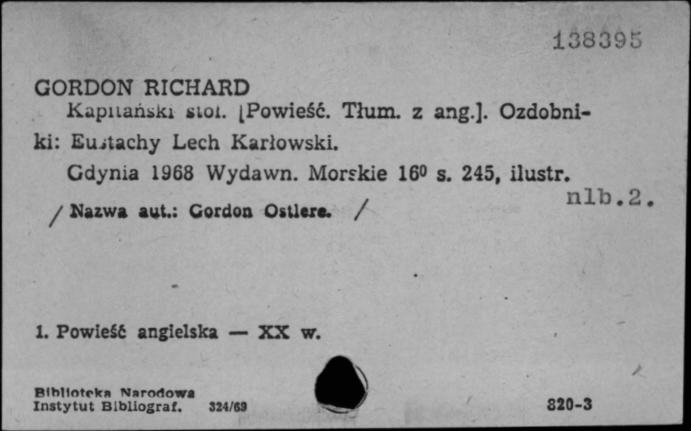 138395
GORDON RICHARD
Kapitański stół. [Powieść. Tłum. z ang.]. Ozdobni-
ki: Eustachy Lech Karłowski.
Gdynia 1968 Wydawn. Morskie 16⁰ s. 245, ilustr.
nlb.2.
/ Nazwa aut.: Gordon Ostlere. /
1. Powieść angielska — XX w.
Biblioteka Narodowa
Instytut Bibliograf. 324/69 820-3